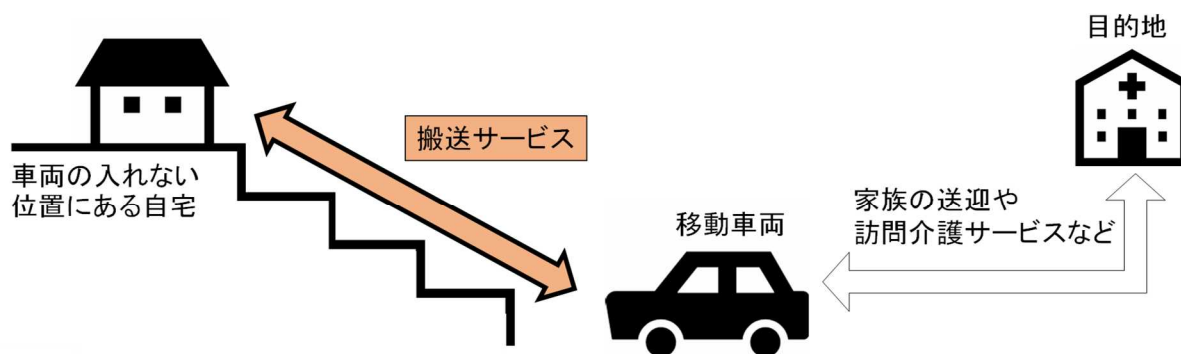 目的地
搬送サービス
車両の入れない
位置にある自宅
家族の送迎や
訪問介護サービスなど
移動車両